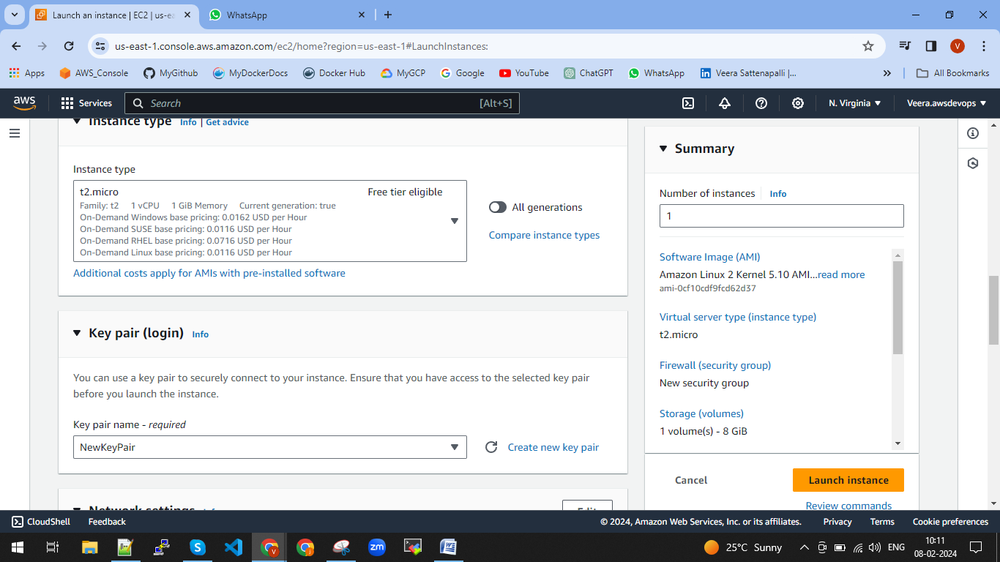 Launch an instance | EC2 | us-ea
WhatsApp
us-east-1.console.aws.amazon.com/ec2/home?region=us-east-1#LaunchInstances:
V
Apps
AWS_Console
MyGithub
MyDockerDocs
Docker Hub
MyGCP
Google
YouTube
ChatGPT
WhatsApp
Veera Sattenapalli |...
All Bookmarks
aws
Services
Search
[Alt+S]
N. Virginia
Veera.awsdevops
Instance type Info | Get advice
Instance type
t2.micro Free tier eligible
Family: t2 1 vCPU 1 GiB Memory Current generation: true
On-Demand Windows base pricing: 0.0162 USD per Hour
On-Demand SUSE base pricing: 0.0116 USD per Hour
On-Demand RHEL base pricing: 0.0716 USD per Hour
On-Demand Linux base pricing: 0.0116 USD per Hour
All generations
Compare instance types
Additional costs apply for AMIs with pre-installed software
Key pair (login) Info
You can use a key pair to securely connect to your instance. Ensure that you have access to the selected key pair
before you launch the instance.
Key pair name - required
NewKeyPair
Create new key pair
Network settings Info
Edit
Summary
Number of instances Info
1
Software Image (AMI)
Amazon Linux 2 Kernel 5.10 AMI...read more
ami-0cf10cdf9fcd62d37
Virtual server type (instance type)
t2.micro
Firewall (security group)
New security group
Storage (volumes)
1 volume(s) - 8 GiB
Cancel
Launch instance
Review commands
CloudShell
Feedback
© 2024, Amazon Web Services, Inc. or its affiliates.
Privacy
Terms
Cookie preferences
zm
25°C Sunny
ENG
10:11
08-02-2024